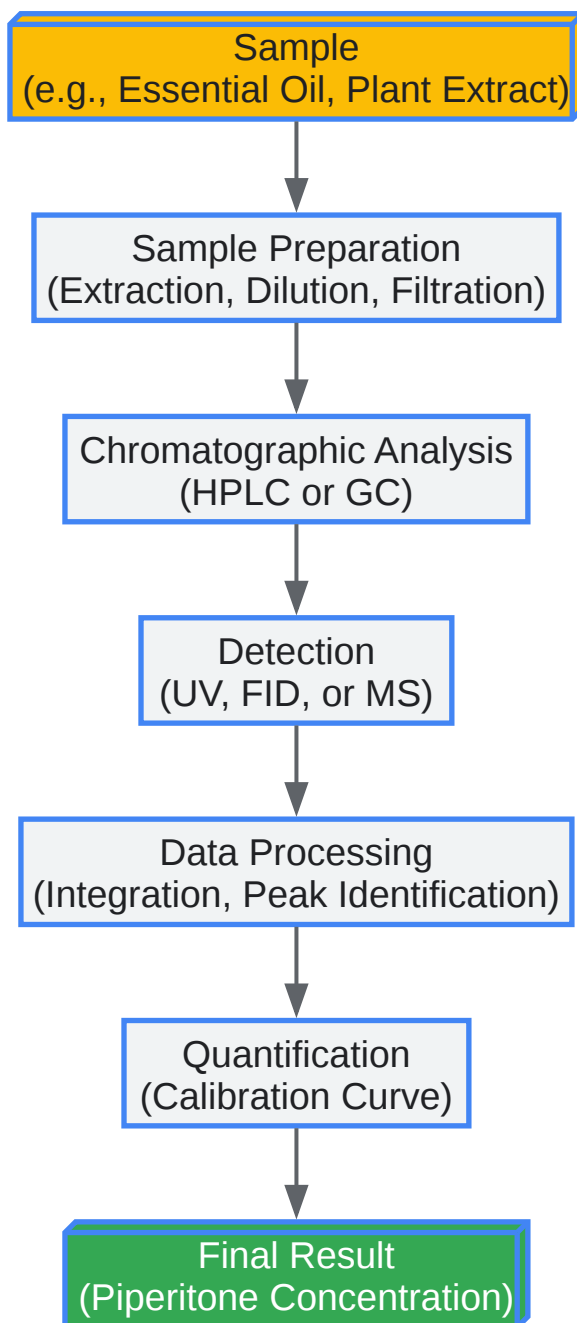 Sample
(e.g., Essential Oil, Plant Extract)
Sample Preparation
(Extraction, Dilution, Filtration)
Chromatographic Analysis
(HPLC or GC)
Detection
(UV, FID, or MS)
Data Processing
(Integration, Peak Identification)
Quantification
(Calibration Curve)
Final Result
(Piperitone Concentration)